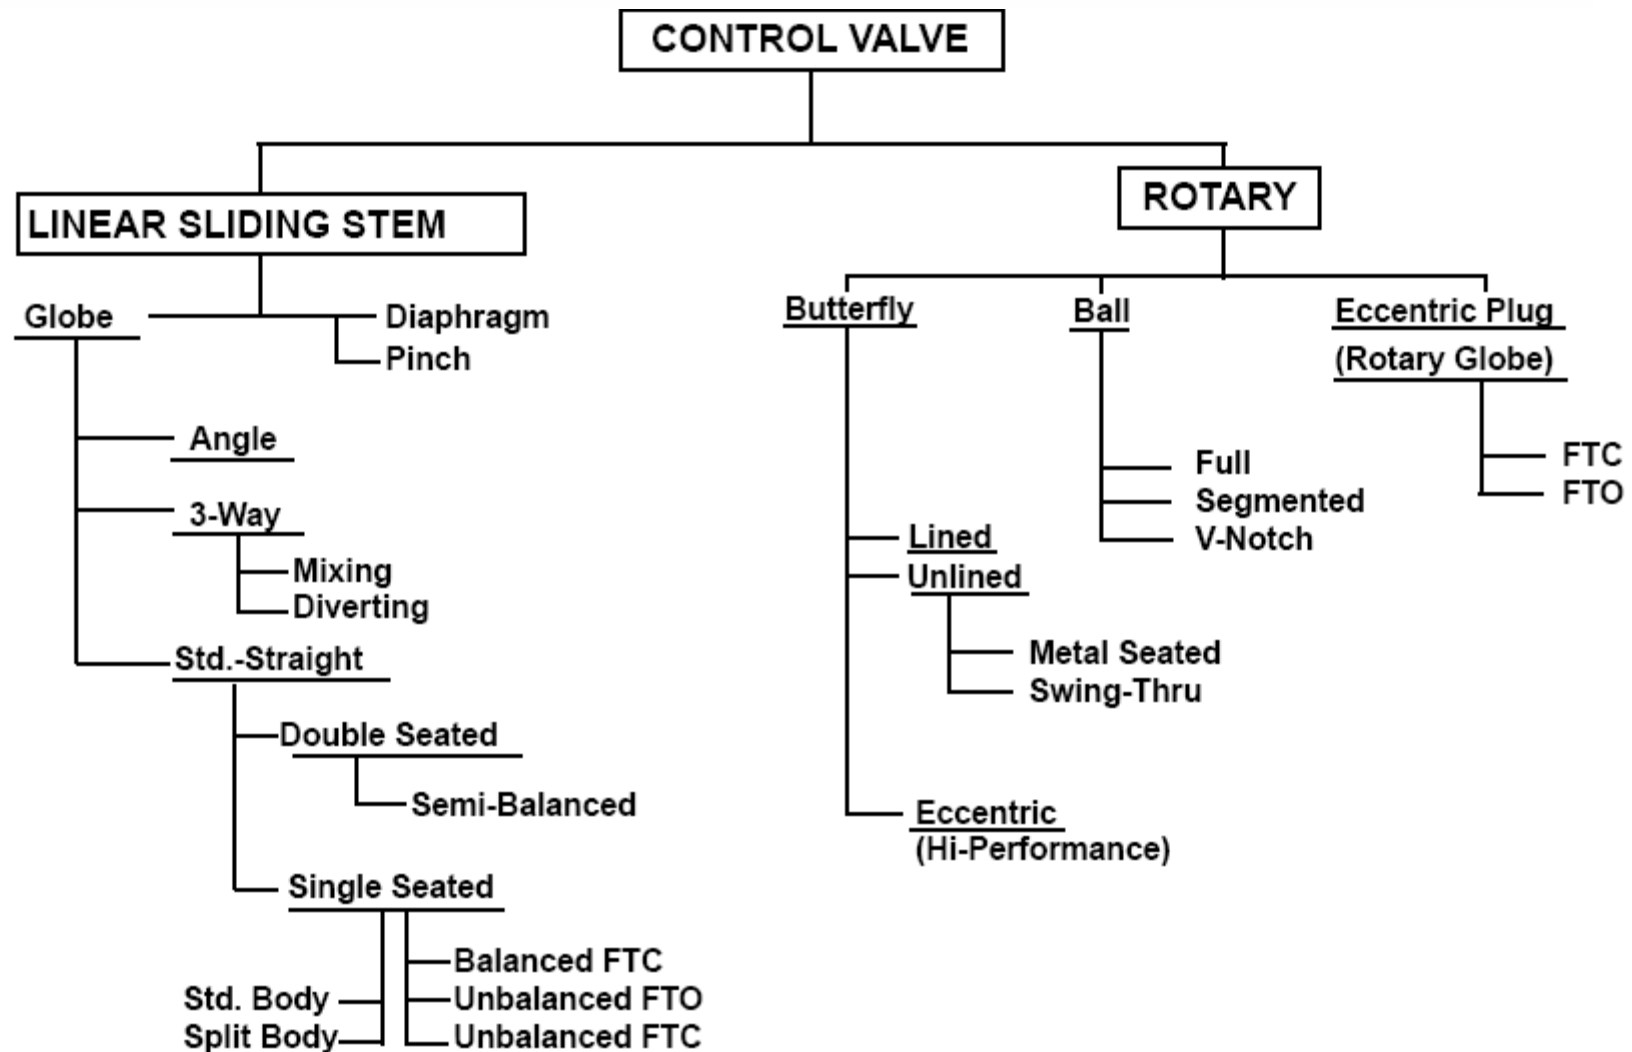 CONTROL VALVE
LINEAR SLIDING STEM
Globe
Diaphragm
Pinch
Angle
3-Way
Mixing
Diverting
Std.-Straight
Double Seated
Semi-Balanced
Single Seated
Std. Body
Split Body
Balanced FTC
Unbalanced FTO
Unbalanced FTC
ROTARY
Butterfly
Lined
Unlined
Metal Seated
Swing-Thru
Eccentric
(Hi-Performance)
Ball
Full
Segmented
V-Notch
Eccentric Plug
(Rotary Globe)
FTC
FTO